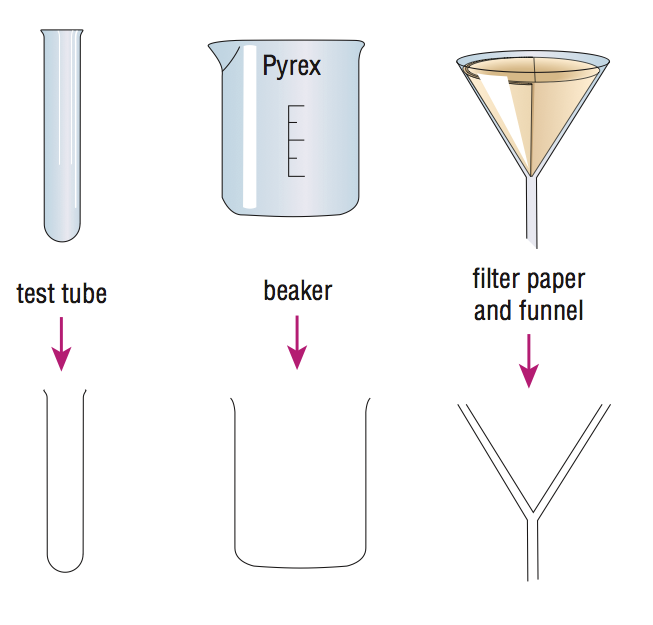 Pyrex
test tube
beaker
filter paper
and funnel